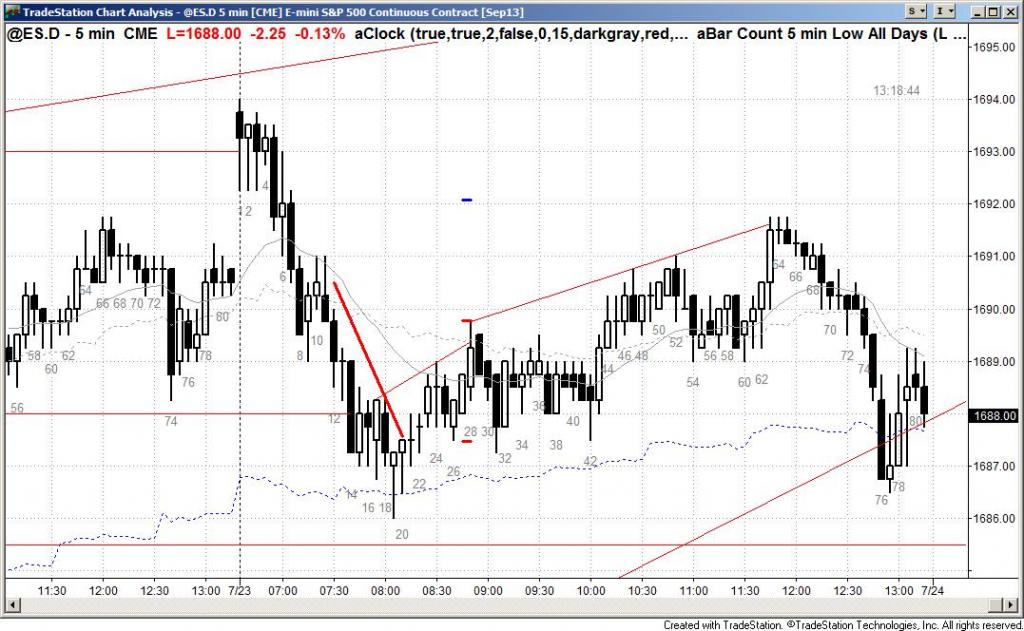 TradeStation Chart Analysis - @ES.D 5 min [CME] E-mini S&P 500 Continuous Contract [Sep13]
S I
@ES.D - 5 min CME L=1688.00 -2.25 -0.13% aClock (true,true,2,false,0,15,darkgray,red,... aBar Count 5 min Low All Days (L ...
1695.00
13:18:44
1694.00
1693.00
4
1692.00
12
1691.00
6
64 64
66 68 70 72 66 68
1690.00
80 70
10 50
58 62 78 8 52 46 48 56 58 72
1689.00
60 76 44 54 60 62 74
56 36
74 12 28 30 40 80
1688.00
34 38
24 32 42
26
1687.00
14 22 78
16 18 76
20
1686.00
11:30 12:00 12:30 13:00 7/23 07:00 07:30 08:00 08:30 09:00 09:30 10:00 10:30 11:00 11:30 12:00 12:30 13:00 7/24
Created with TradeStation. ©TradeStation Technologies, Inc. All rights reserved.